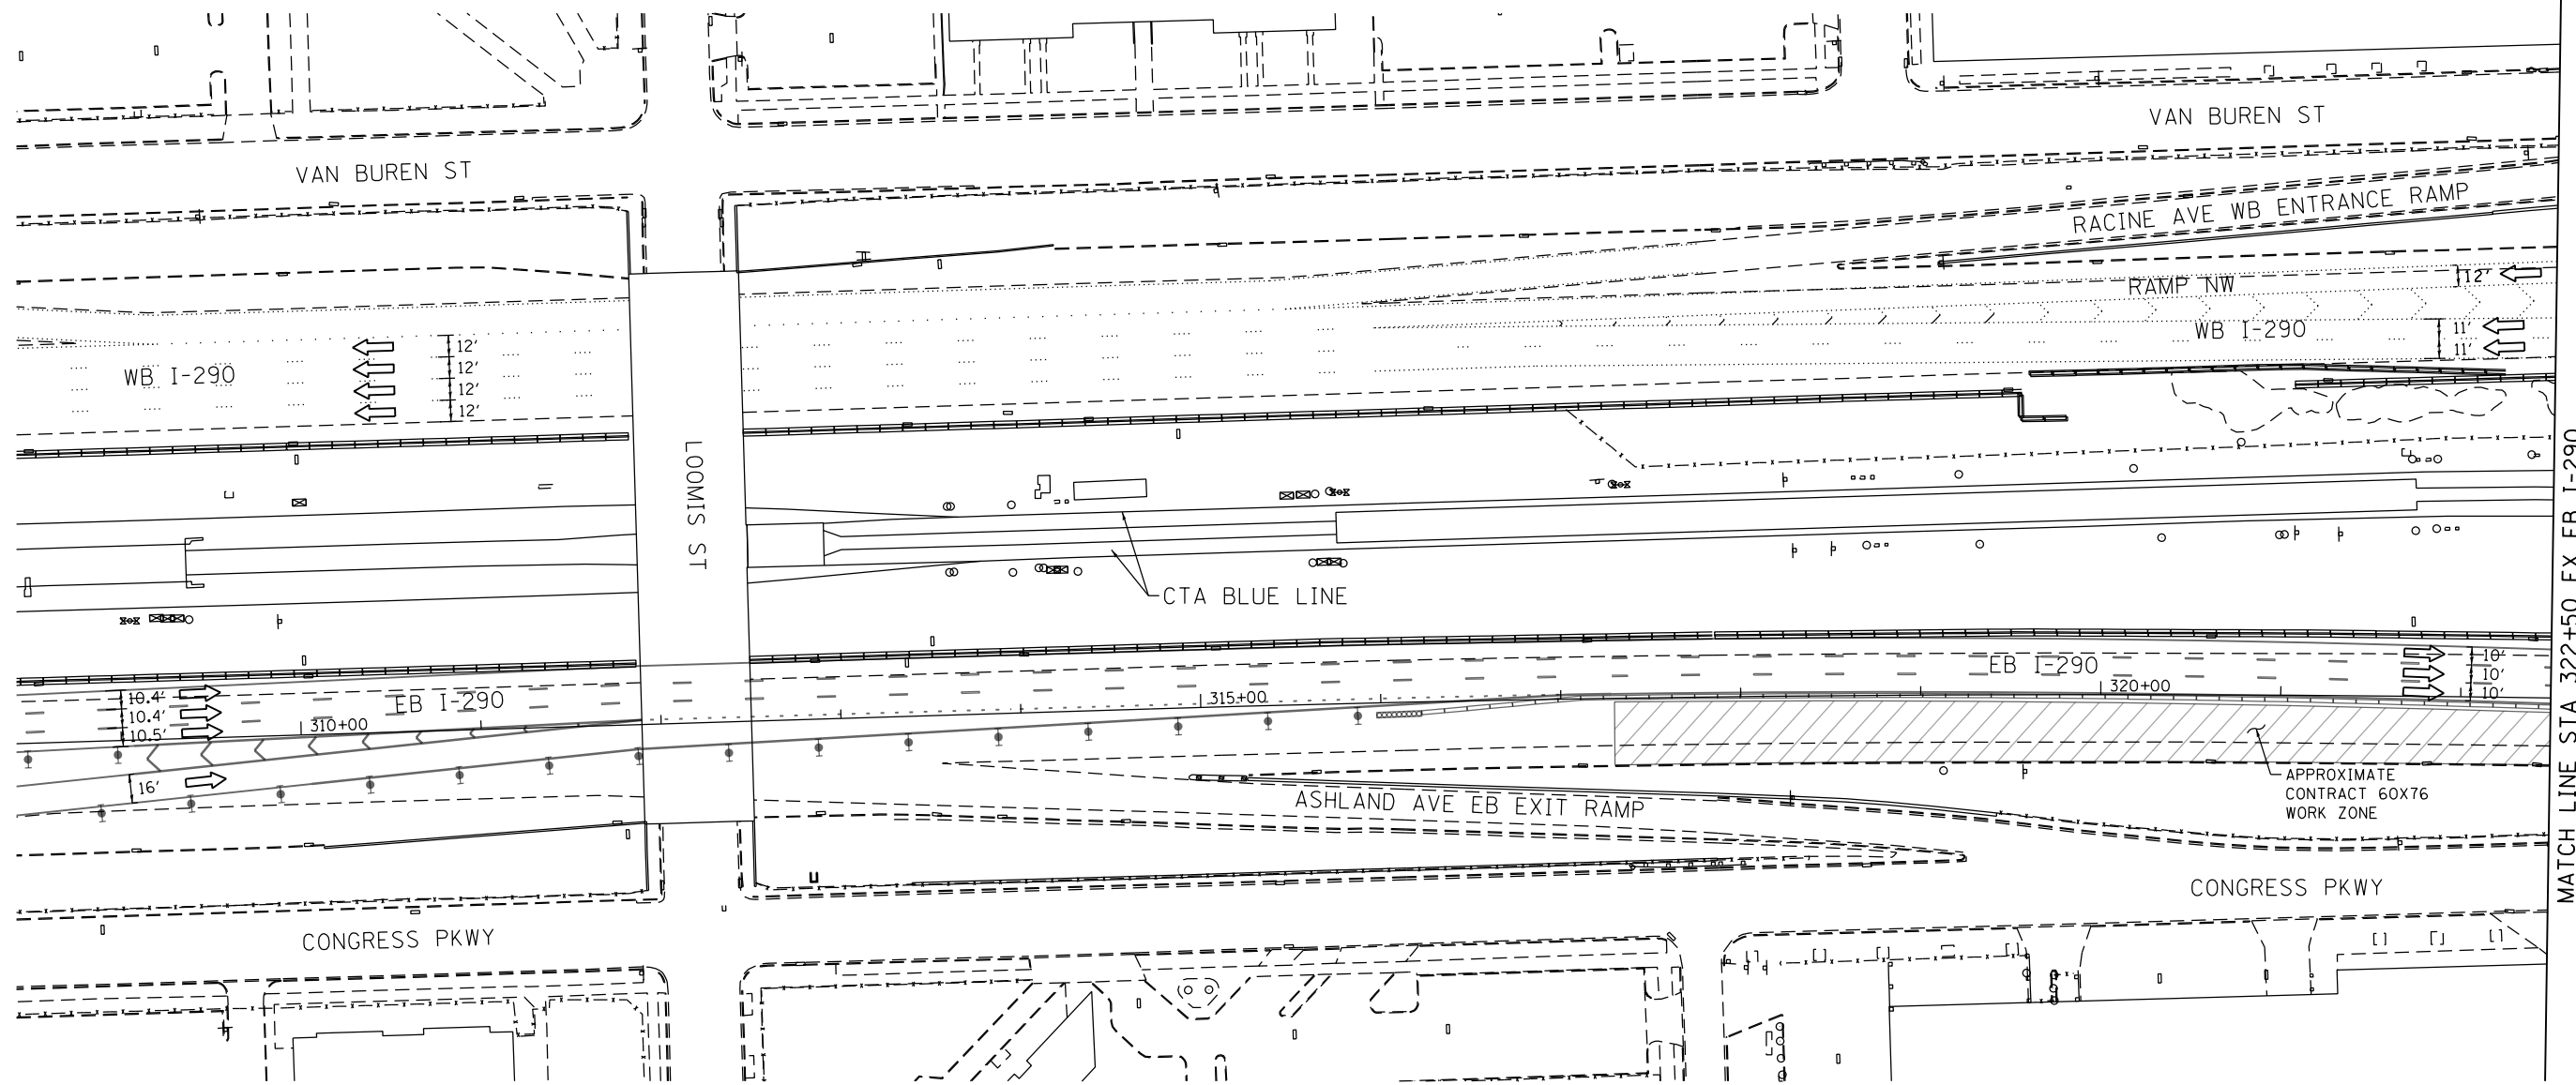 VAN BUREN ST
VAN BUREN ST
RACINE AVE WB ENTRANCE RAMP
RAMP NW
12'
WB I-290
11'
11'
WB I-290
12'
12'
12'
12'
LOOMIS ST
CTA BLUE LINE
EB I-290
10.4'
10.4'
10.5'
310+00
315+00
EB I-290
320+00
10'
10'
10'
16'
ASHLAND AVE EB EXIT RAMP
APPROXIMATE
CONTRACT 60X76
WORK ZONE
CONGRESS PKWY
CONGRESS PKWY
MATCH LINE STA 322+50 EX EB I-290